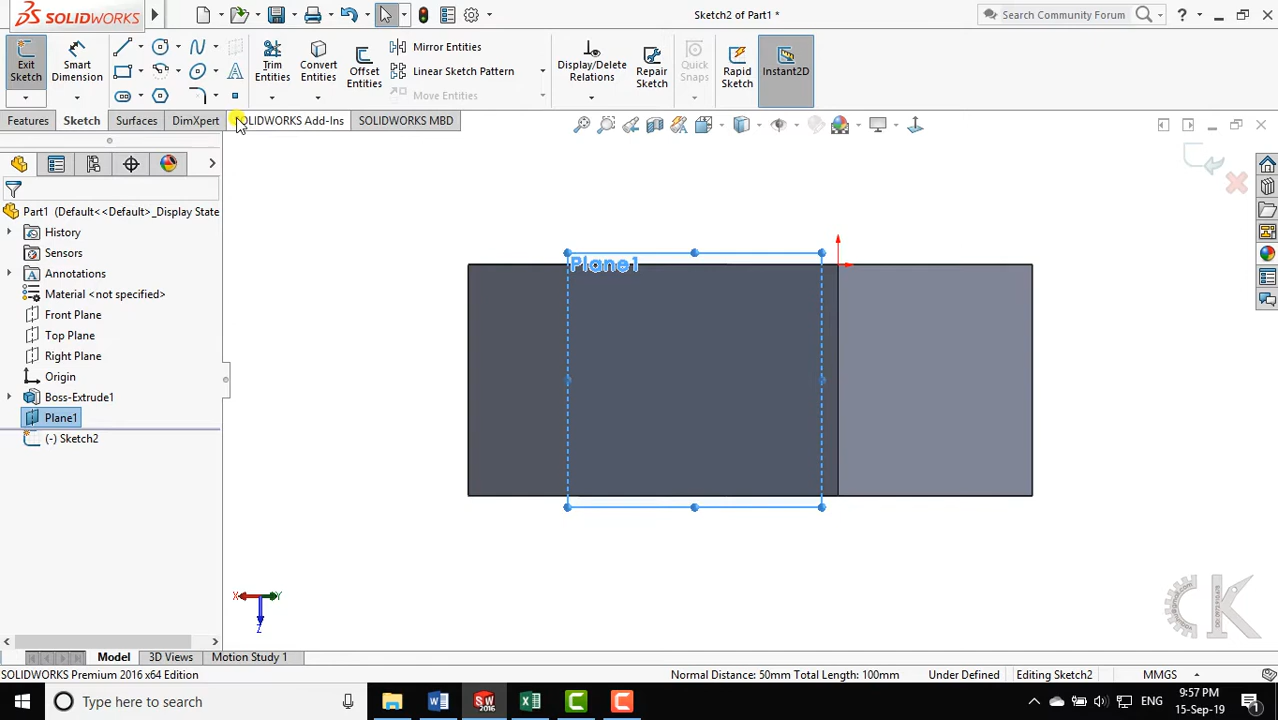 SOLIDWORKS
Sketch2 of Part1 *
Search Community Forum
?
Exit Sketch
Smart Dimension
Trim Entities
Convert Entities
Offset Entities
Mirror Entities
Linear Sketch Pattern
Move Entities
Display/Delete Relations
Repair Sketch
Quick Snaps
Rapid Sketch
Instant2D
Features
Sketch
Surfaces
DimXpert
SOLIDWORKS Add-Ins
SOLIDWORKS MBD
Part1 (Default<<Default>_Display State
History
Sensors
Annotations
Material <not specified>
Front Plane
Top Plane
Right Plane
Origin
Boss-Extrude1
Plane1
(-) Sketch2
Plane1
X
Y
Z
Model
3D Views
Motion Study 1
SOLIDWORKS Premium 2016 x64 Edition
Normal Distance: 50mm Total Length: 100mm
Under Defined
Editing Sketch2
MMGS
Type here to search
9:57 PM
15-Sep-19